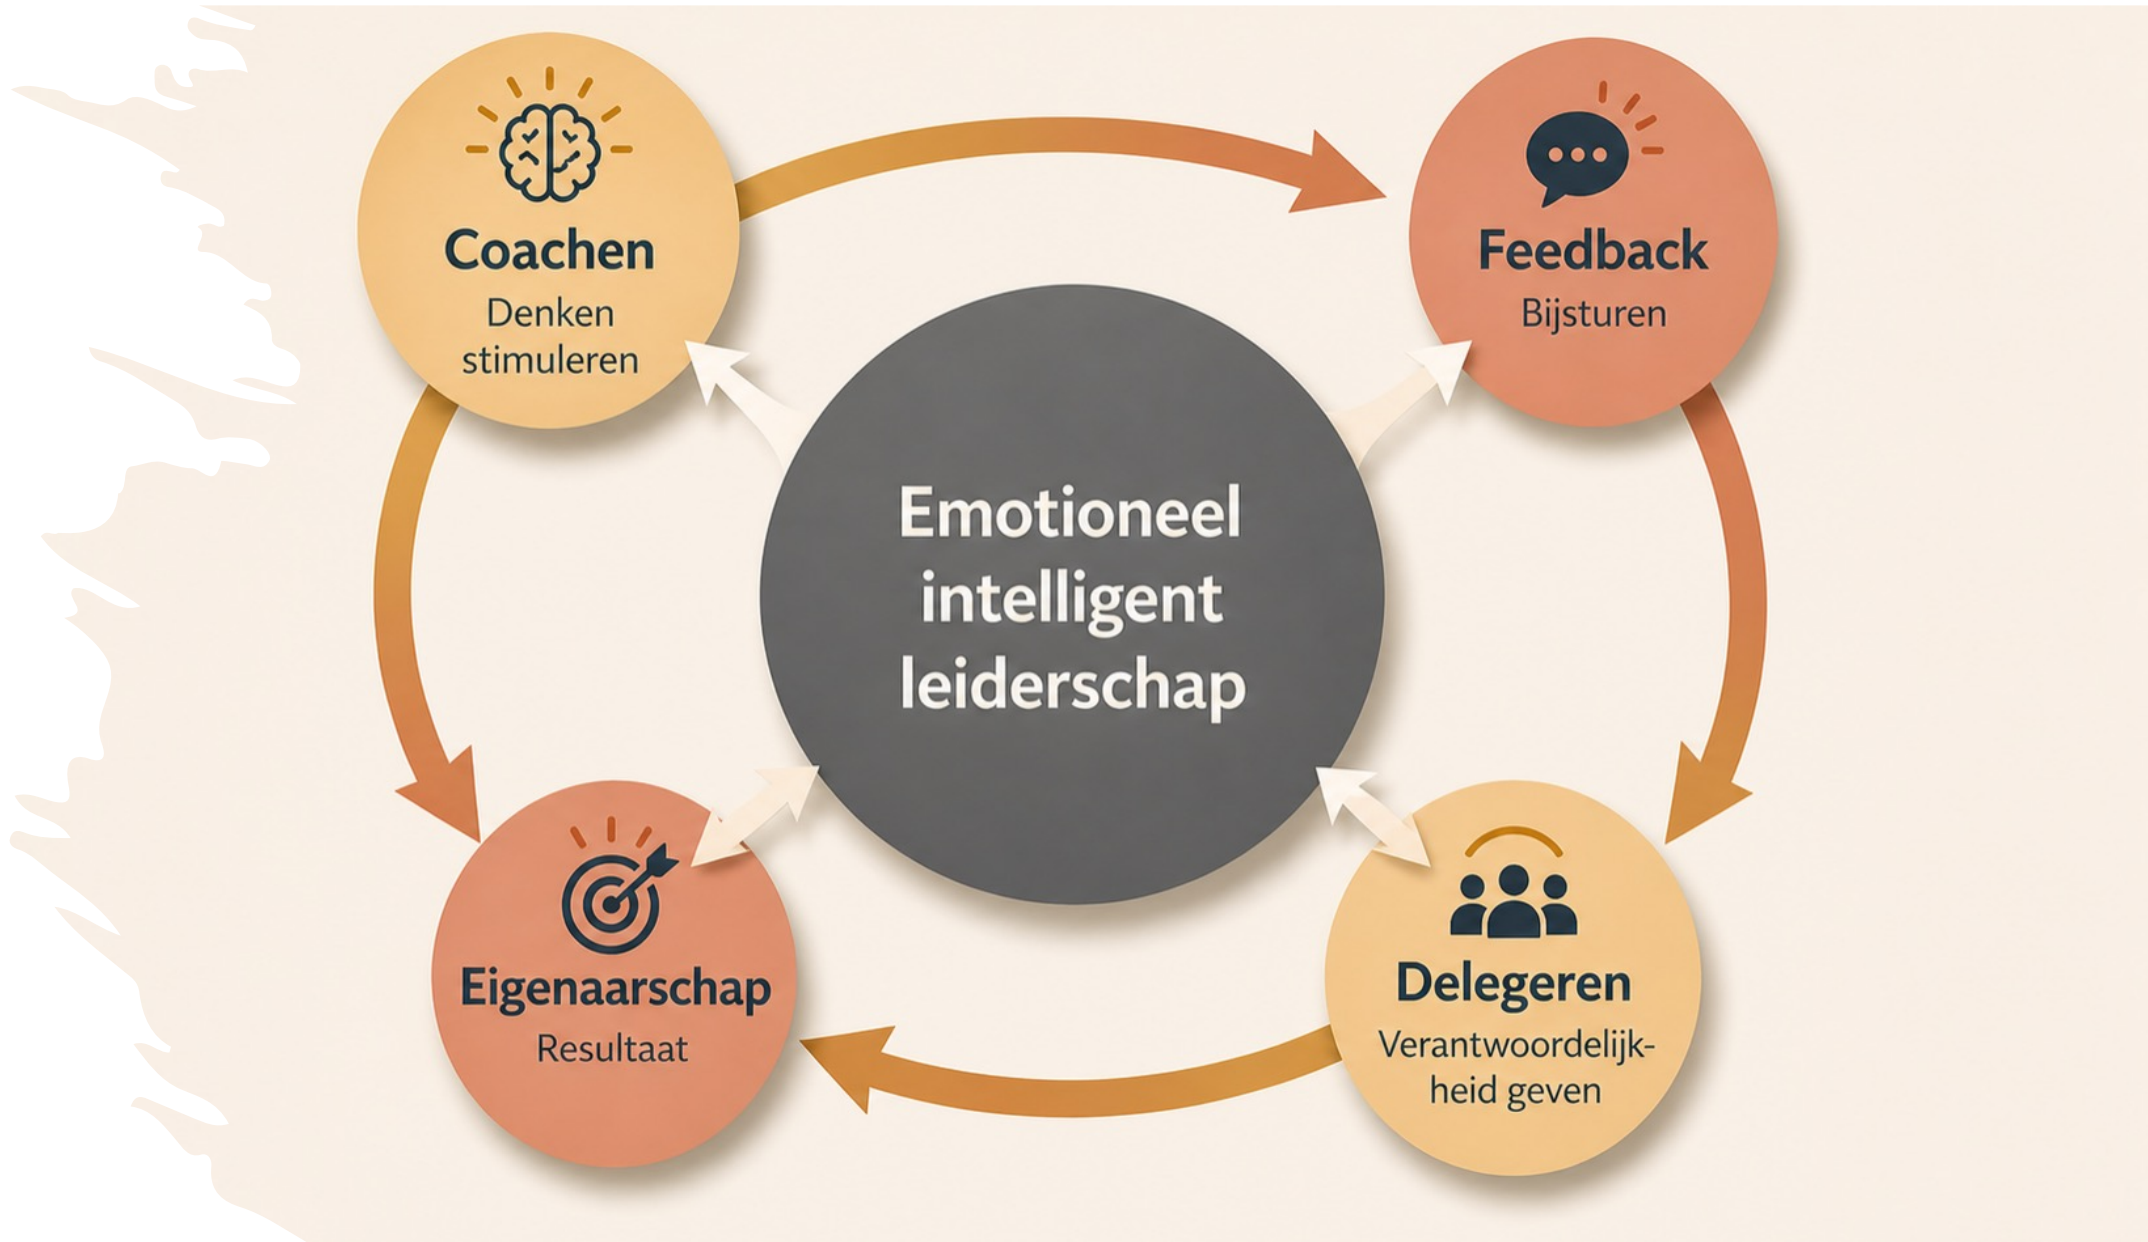 Coachen
Denken
stimuleren
Feedback
Bijsturen
Emotioneel
intelligent
leiderschap
Eigenaarschap
Resultaat
Delegeren
Verantwoordelijk-
heid geven